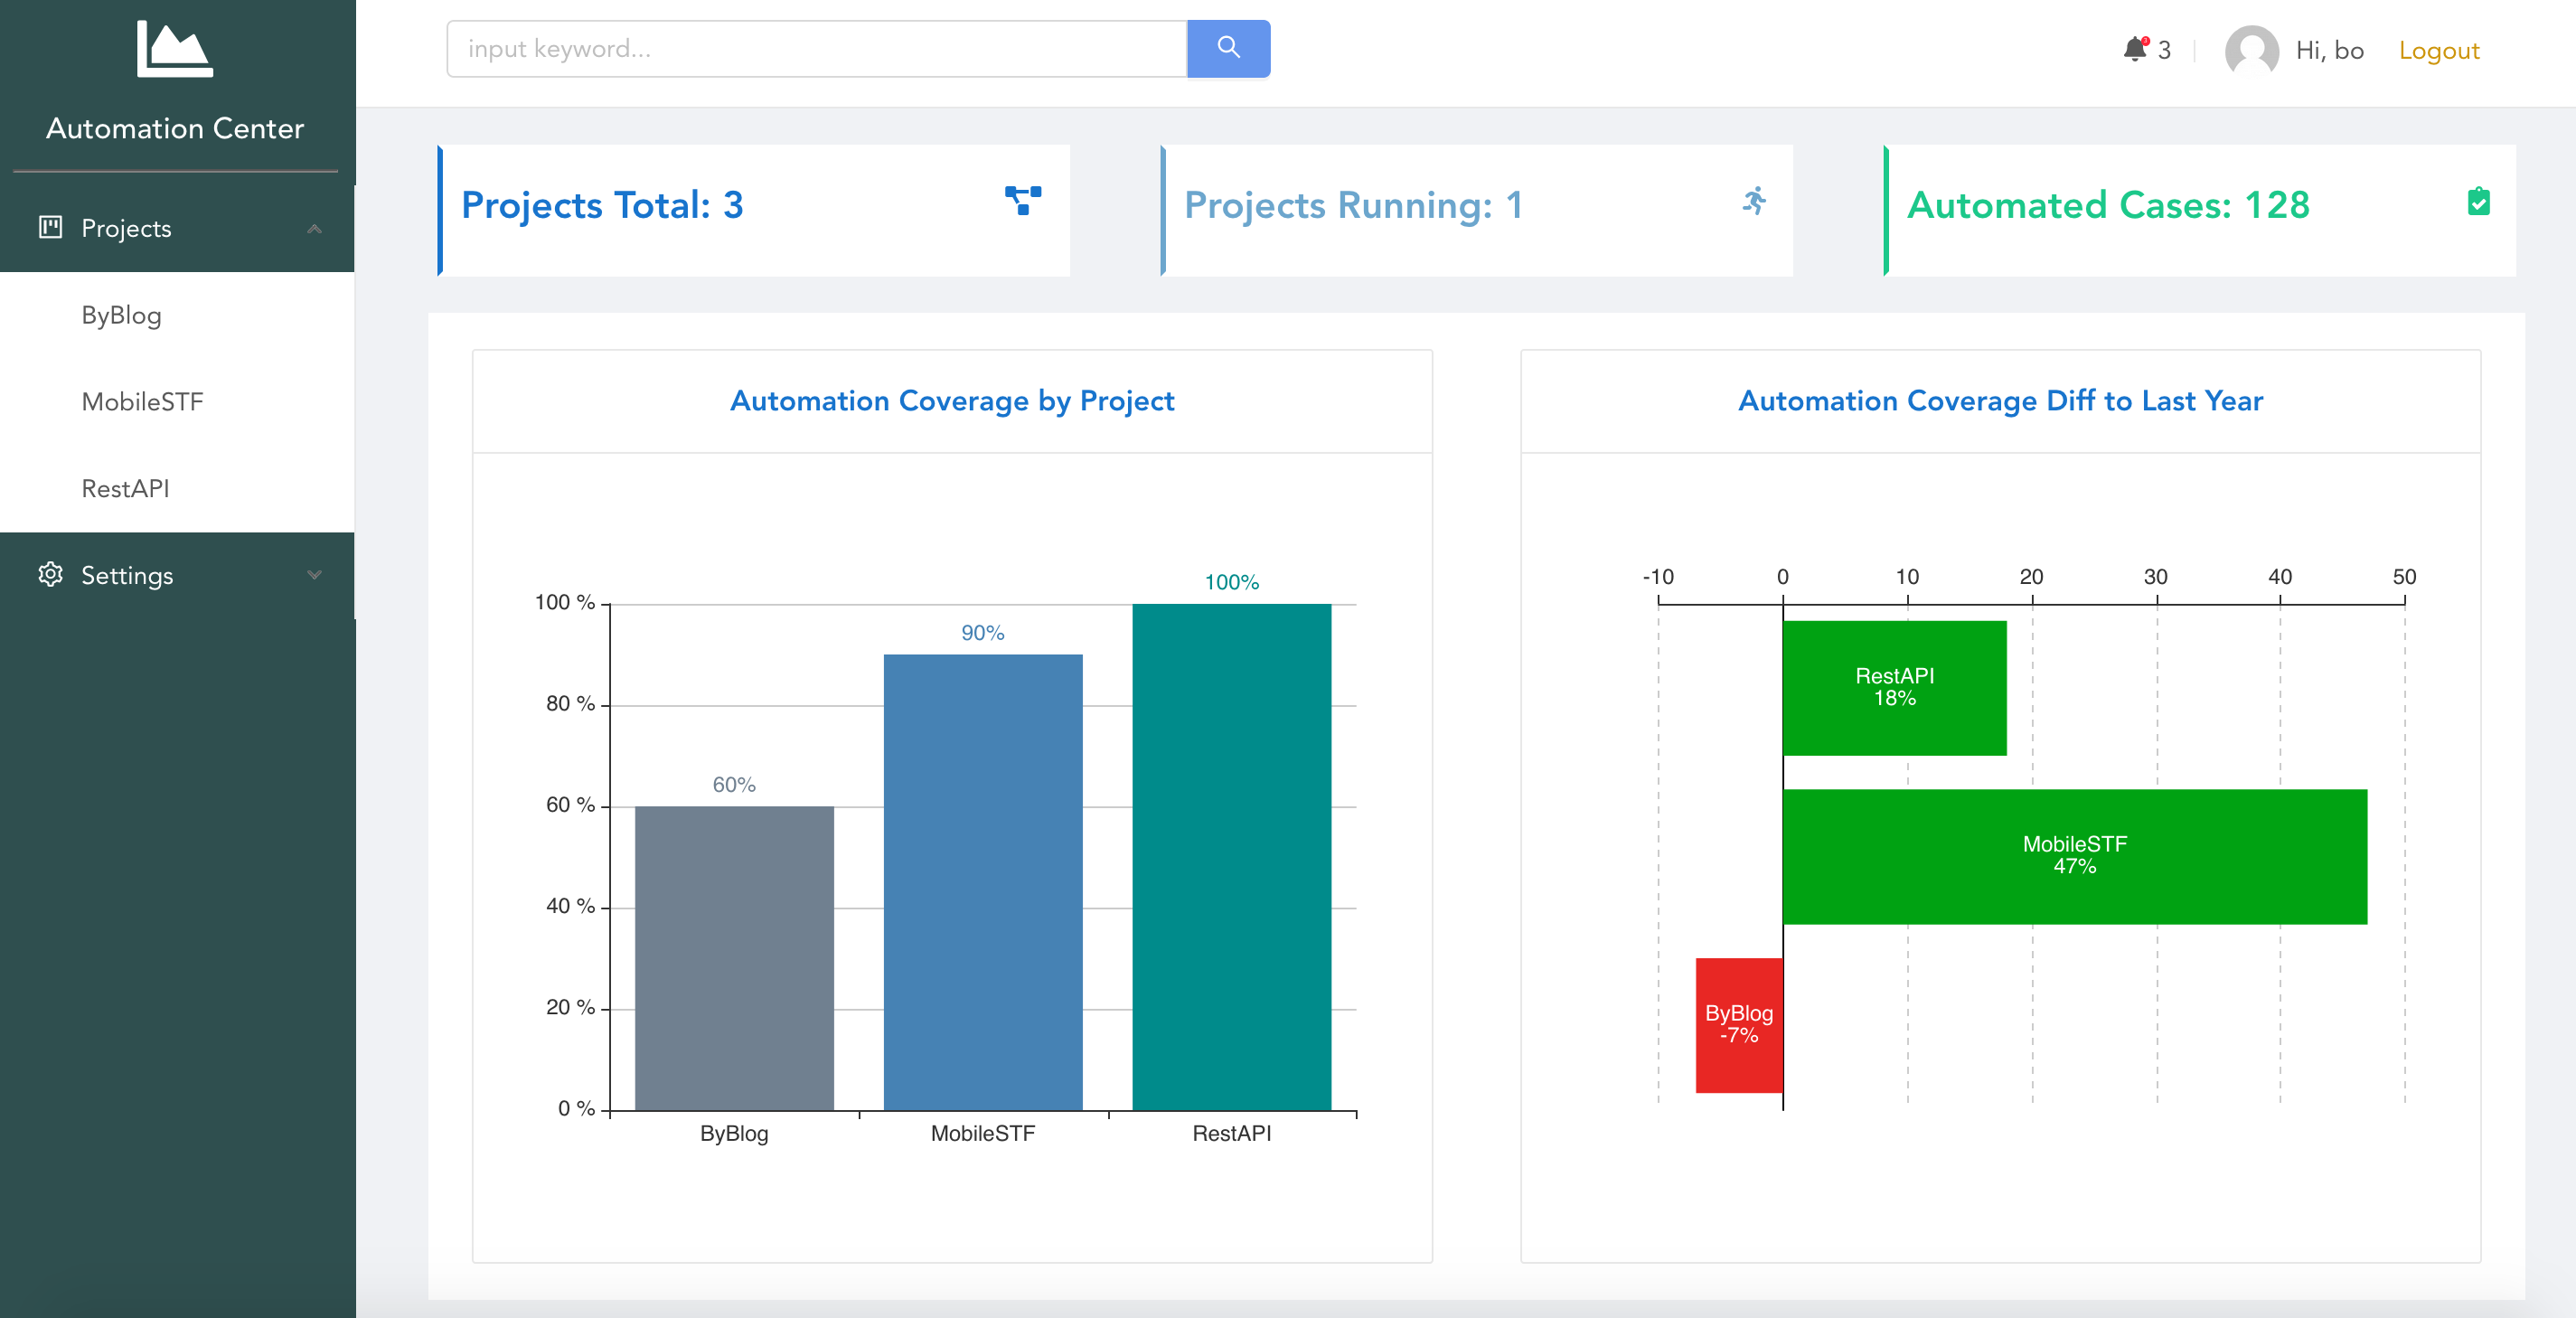 Automation Center
Projects
ByBlog
MobileSTF
RestAPI
Settings
input keyword...
3
Hi, bo
Logout
Projects Total: 3
Projects Running: 1
Automated Cases: 128
Automation Coverage by Project
100 %
80 %
60 %
40 %
20 %
0 %
60%
90%
100%
ByBlog
MobileSTF
RestAPI
Automation Coverage Diff to Last Year
-10 0 10 20 30 40 50
RestAPI
18%
MobileSTF
47%
ByBlog
-7%